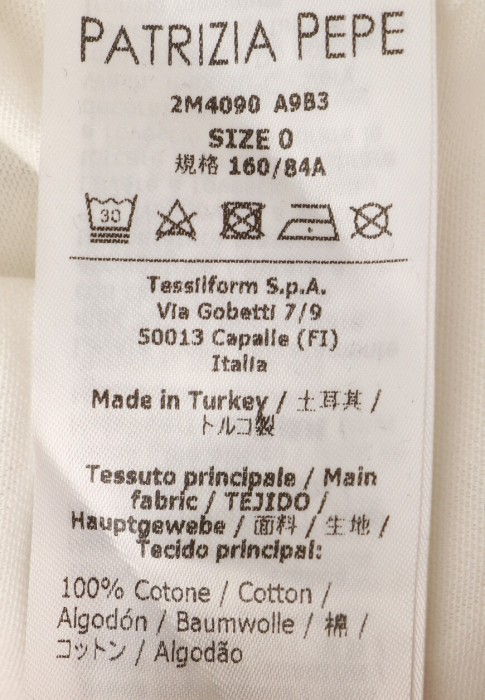 PATRIZIA PEPE
2M4090 A9B3
SIZE 0
規格 160/84A
30
Tessilform S.p.A.
Via Gobetti 7/9
50013 Capalle (FI)
Italia
Made in Turkey / 土耳其 /
トルコ製
Tessuto principale / Main
fabric / TEJIDO /
Hauptgewebe / 面料 / 生地 /
Tecido principal:
100% Cotone / Cotton /
Algodón / Baumwolle / 棉 /
コットン / Algodão